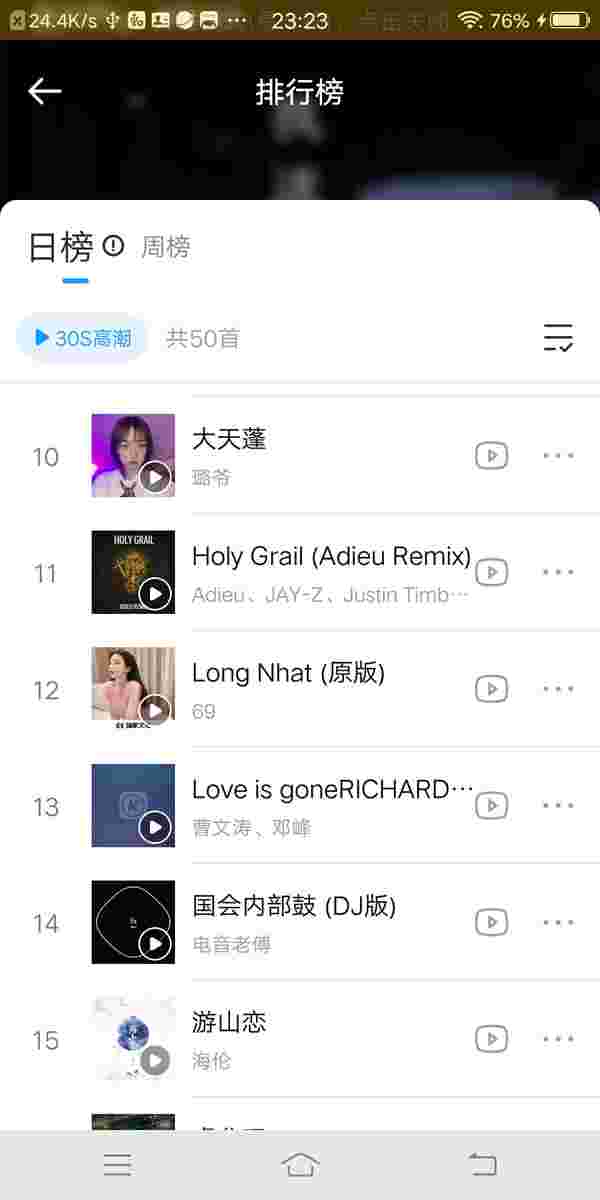 24.4K/s
23:23
76%
排行榜
日榜 周榜
30S高潮 共50首
10
大天蓬
璐爷
11
HOLY GRAIL
Holy Grail (Adieu Remix)
Adieu、JAY-Z、Justin Timb…
12
Long Nhat (原版)
69
13
Love is goneRICHARD…
曹文涛、邓峰
14
国会内部鼓 (DJ版)
电音老傅
15
游山恋
海伦